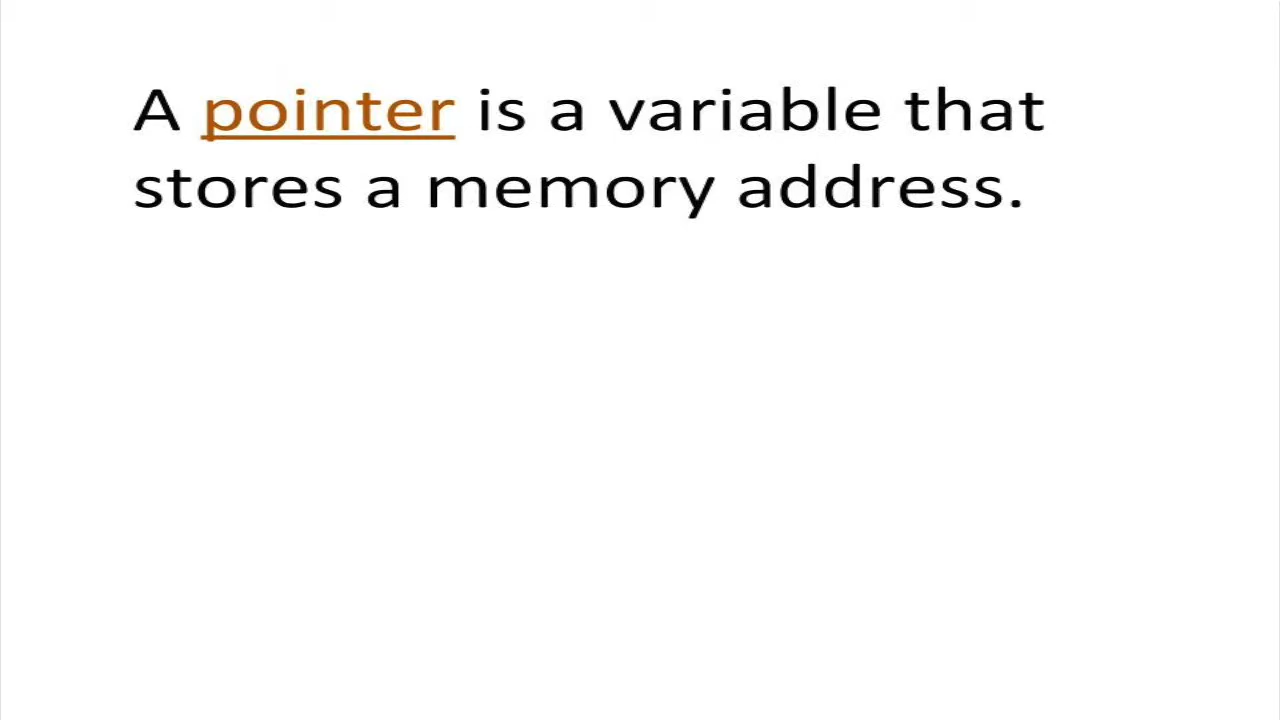 A pointer is a variable that
stores a memory address.